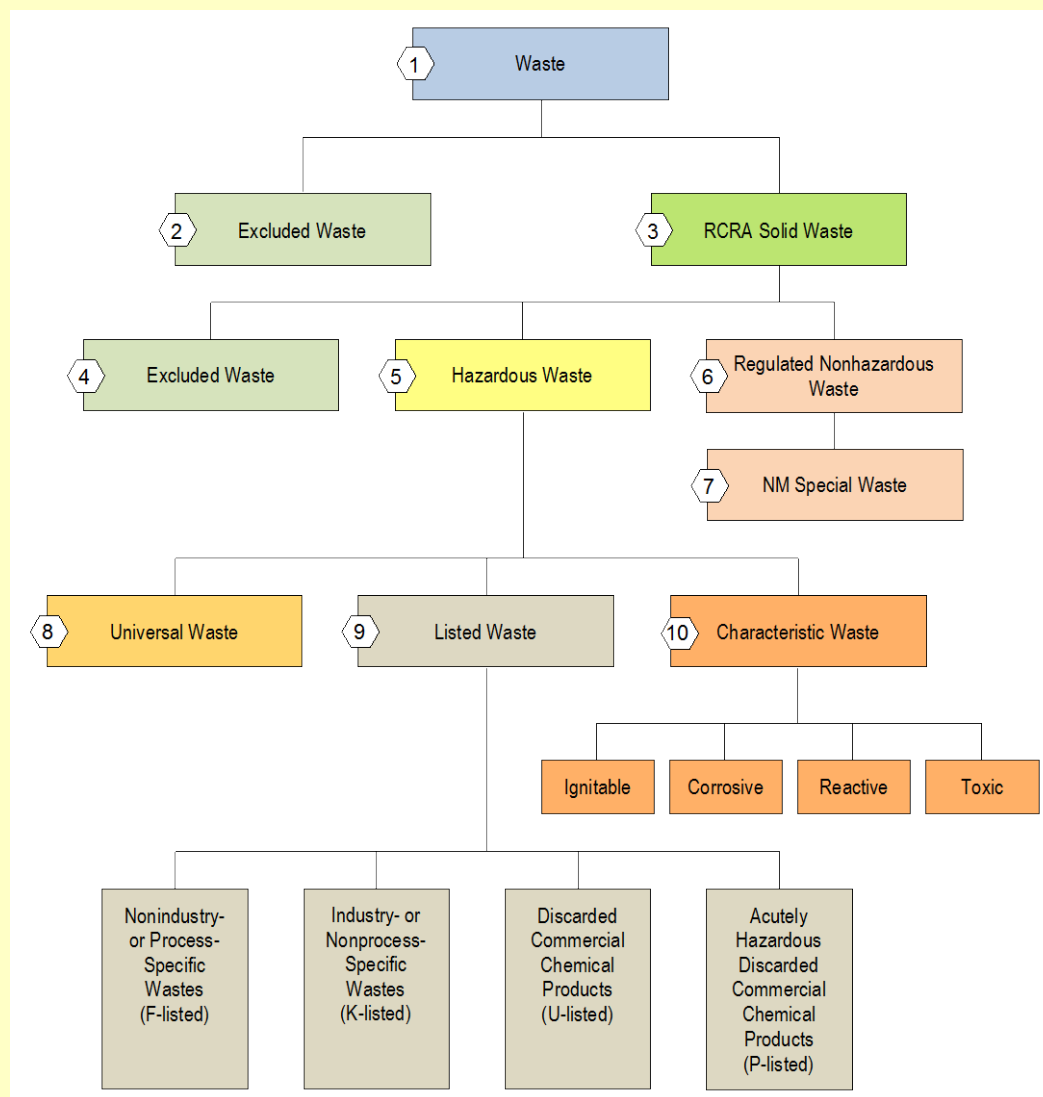 1
Waste
2
Excluded Waste
3
RCRA Solid Waste
4
Excluded Waste
5
Hazardous Waste
6
Regulated Nonhazardous
Waste
7
NM Special Waste
8
Universal Waste
9
Listed Waste
10
Characteristic Waste
Ignitable
Corrosive
Reactive
Toxic
Nonindustry-
or Process-
Specific
Wastes
(F-listed)
Industry- or
Nonprocess-
Specific
Wastes
(K-listed)
Discarded
Commercial
Chemical
Products
(U-listed)
Acutely
Hazardous
Discarded
Commercial
Chemical
Products
(P-listed)